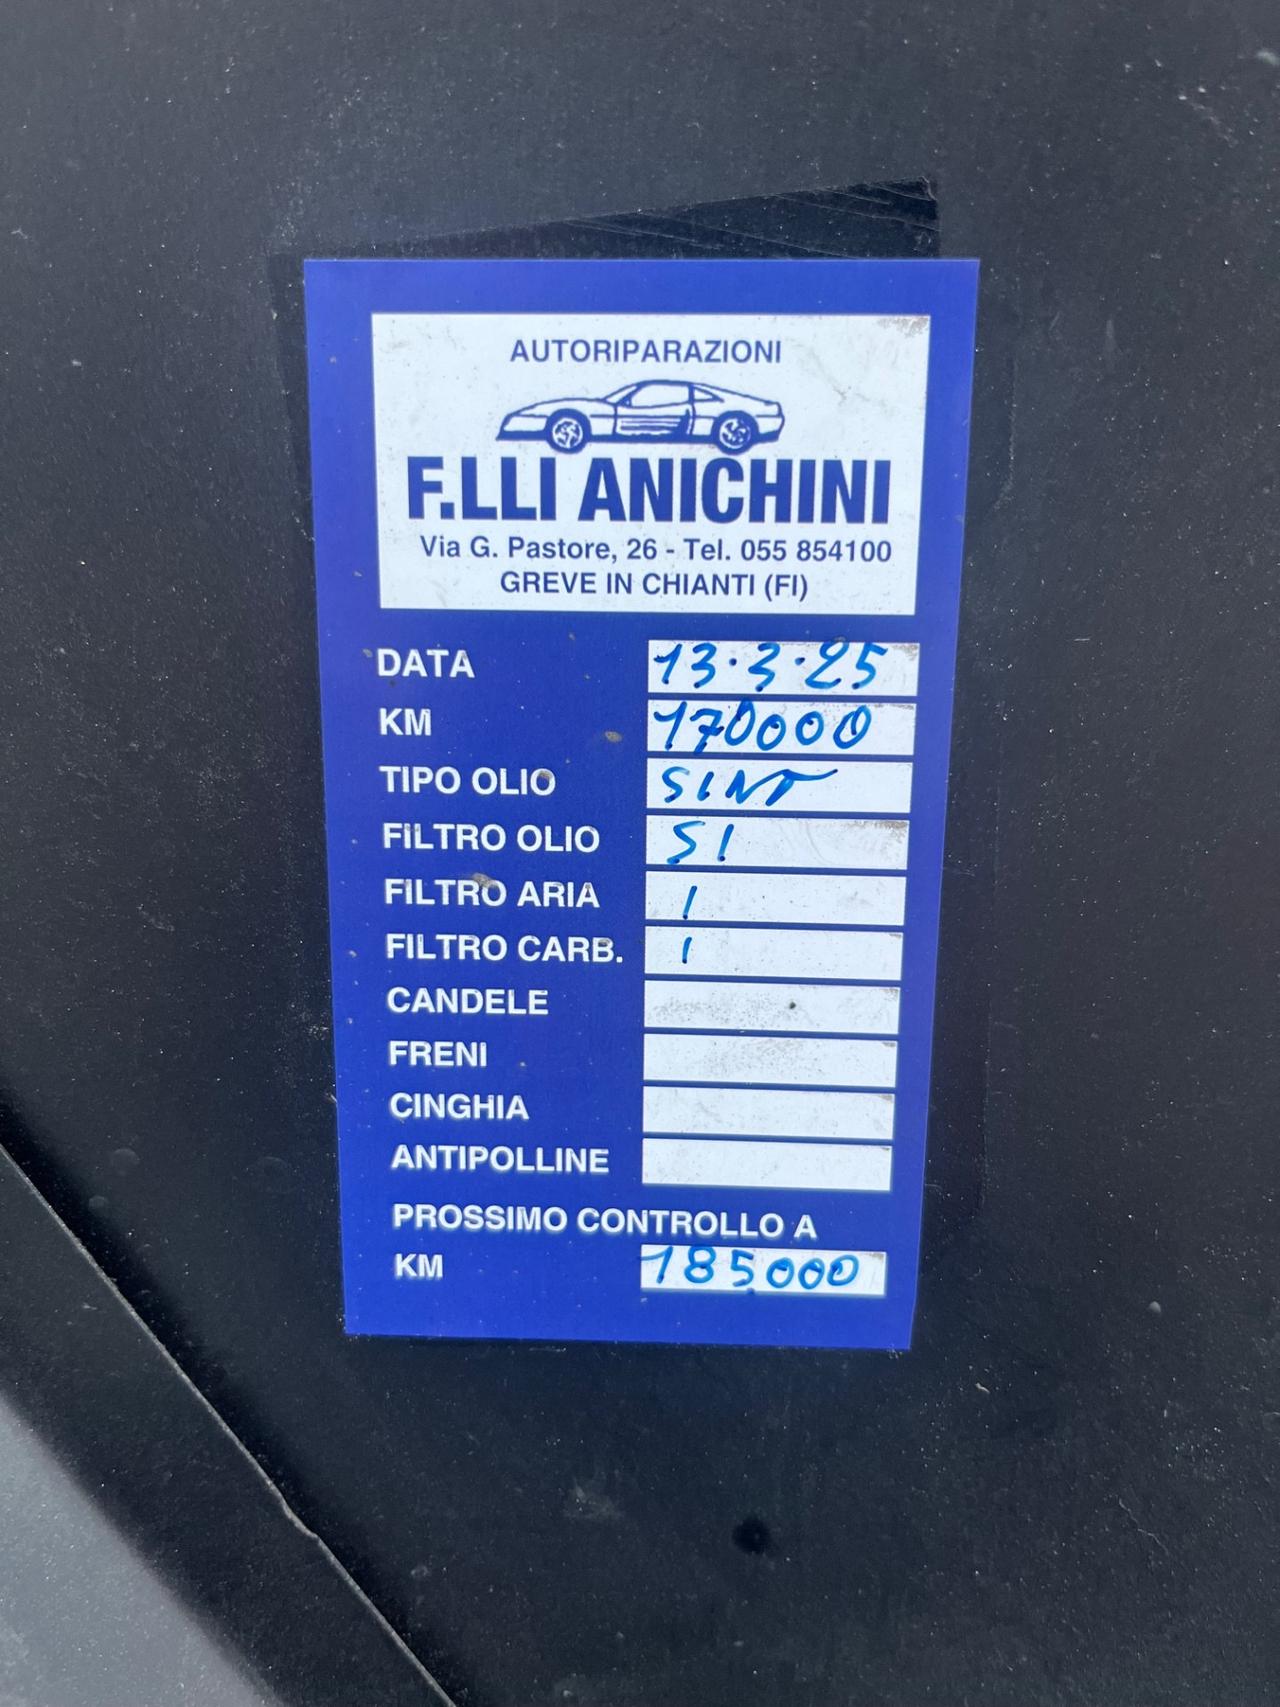 AUTORIPARAZIONI
F.LLI ANICHINI
Via G. Pastore, 26 - Tel. 055 854100
GREVE IN CHIANTI (FI)
DATA 13·3·25
KM 170000
TIPO OLIO SINT
FILTRO OLIO SI
FILTRO ARIA I
FILTRO CARB. I
CANDELE
FRENI
CINGHIA
ANTIPOLLINE
PROSSIMO CONTROLLO A
KM 185000